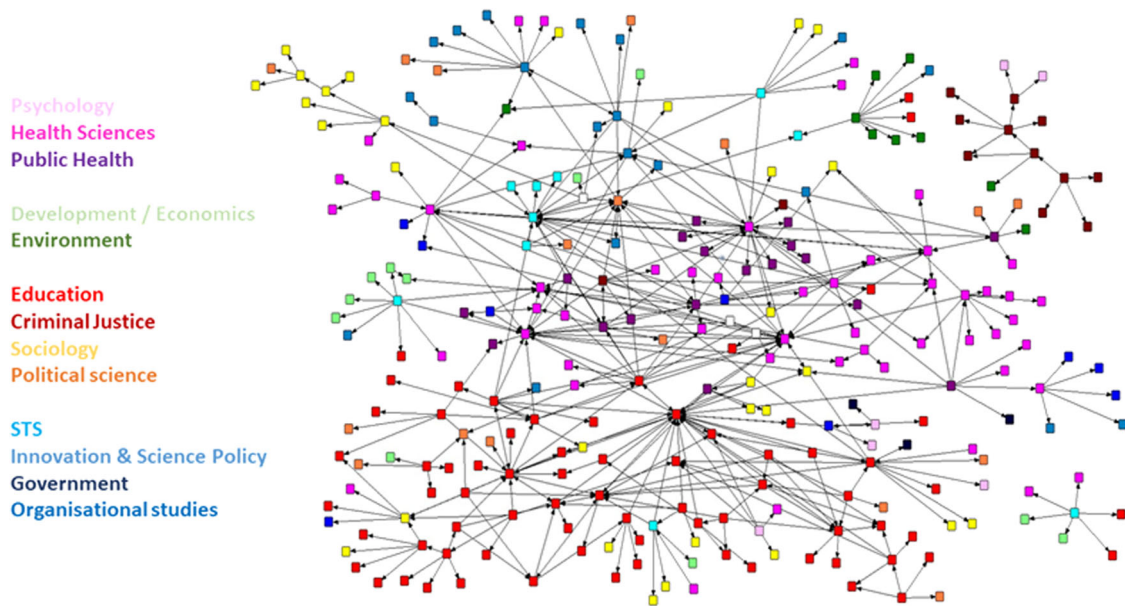 Psychology
Health Sciences
Public Health
Development / Economics
Environment
Education
Criminal Justice
Sociology
Political science
STS
Innovation & Science Policy
Government
Organisational studies